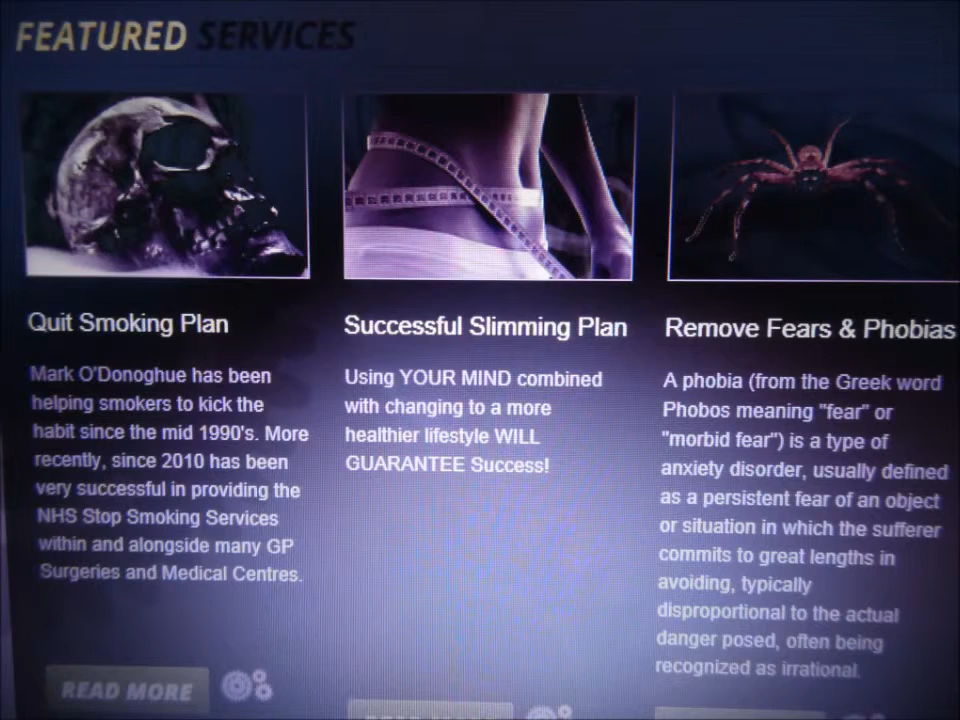 FEATURED SERVICES
Quit Smoking Plan
Mark O'Donoghue has been
helping smokers to kick the
habit since the mid 1990's. More
recently, since 2010 has been
very successful in providing the
NHS Stop Smoking Services
within and alongside many GP
Surgeries and Medical Centres.
READ MORE
Successful Slimming Plan
Using YOUR MIND combined
with changing to a more
healthier lifestyle WILL
GUARANTEE Success!
Remove Fears & Phobias
A phobia (from the Greek word
Phobos meaning "fear" or
"morbid fear") is a type of
anxiety disorder, usually defined
as a persistent fear of an object
or situation in which the sufferer
commits to great lengths in
avoiding, typically
disproportional to the actual
danger posed, often being
recognized as irrational.